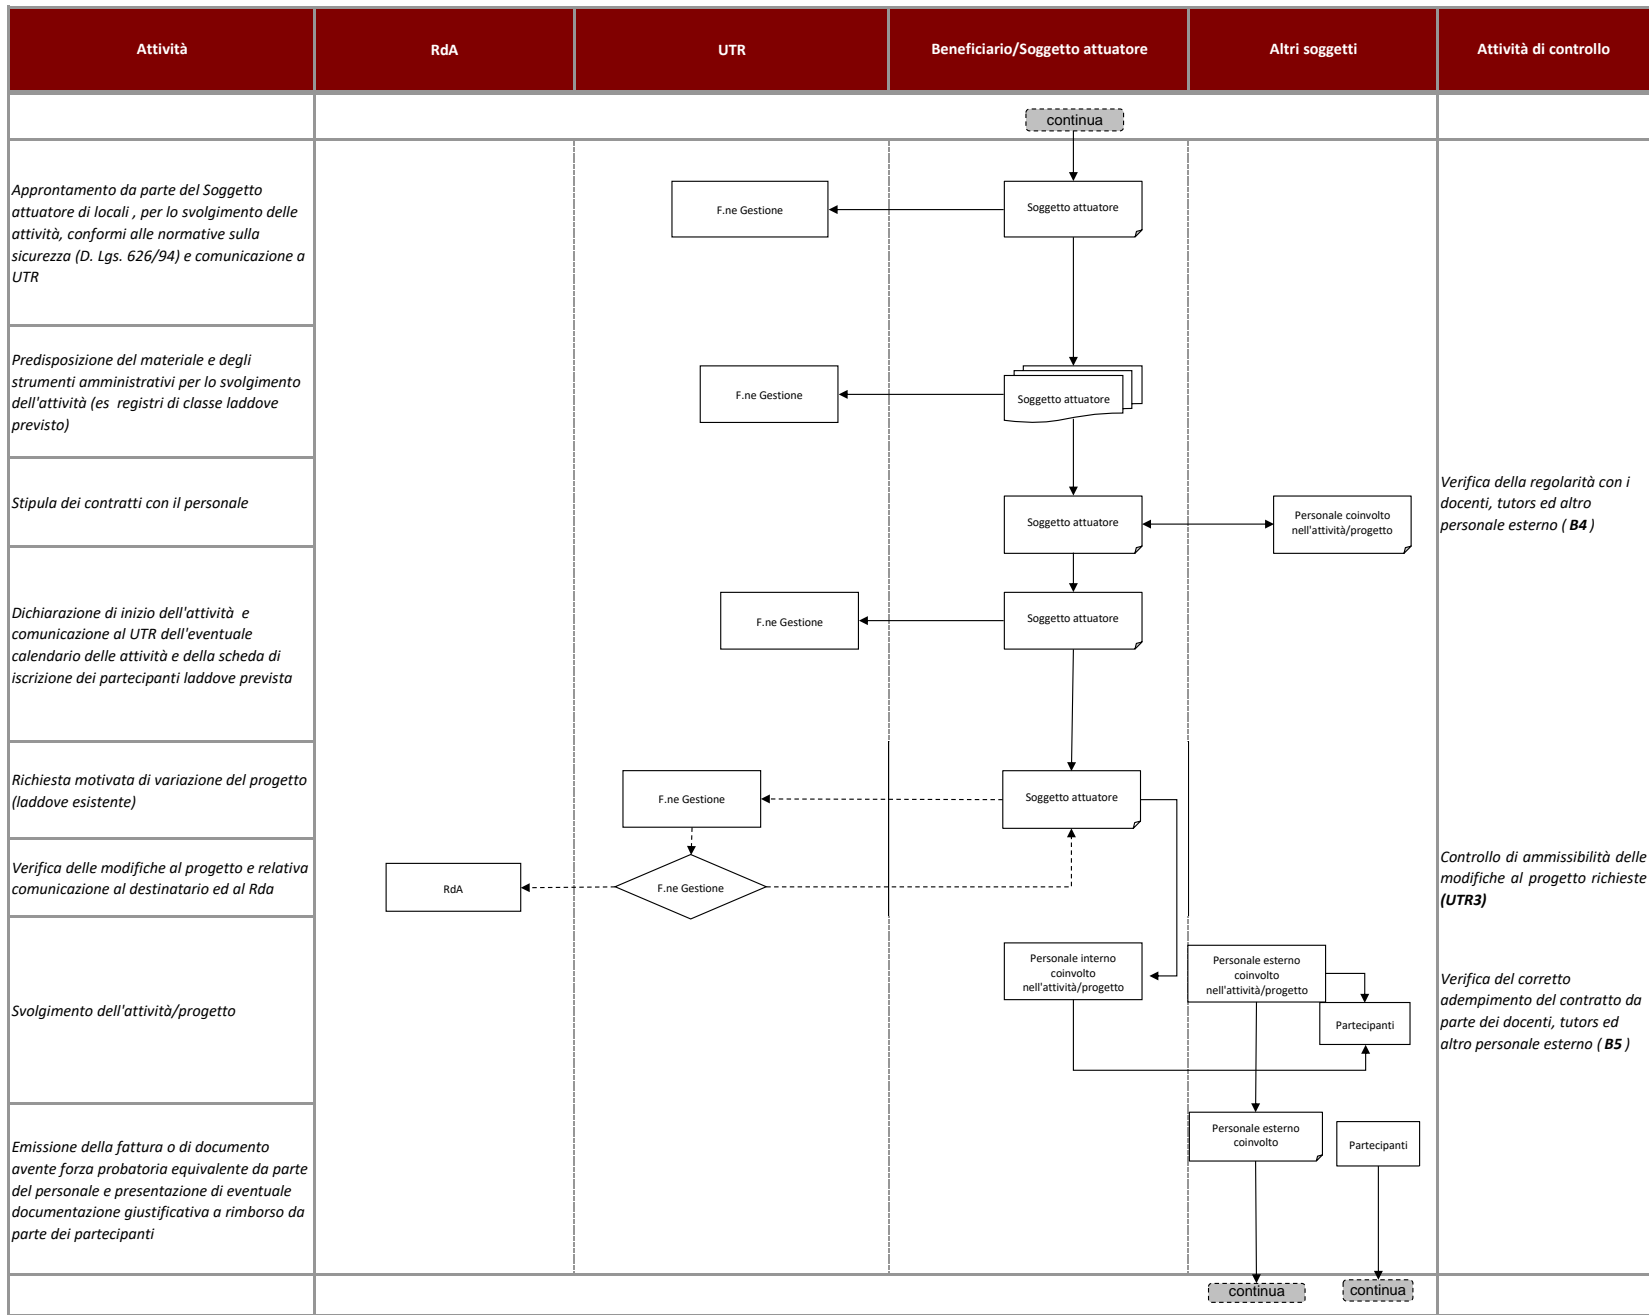 Attività
RdA
UTR
Beneficiario/Soggetto attuatore
Altri soggetti
Attività di controllo
continua
Approntamento da parte del Soggetto
attuatore di locali , per lo svolgimento delle
attività, conformi alle normative sulla
sicurezza (D. Lgs. 626/94) e comunicazione a
UTR
F.ne Gestione
Soggetto attuatore
Predisposizione del materiale e degli
strumenti amministrativi per lo svolgimento
dell'attività (es registri di classe laddove
previsto)
F.ne Gestione
Soggetto attuatore
Stipula dei contratti con il personale
Soggetto attuatore
Personale coinvolto
nell'attività/progetto
Verifica della regolarità con i
docenti, tutors ed altro
personale esterno ( B4 )
Dichiarazione di inizio dell'attività e
comunicazione al UTR dell'eventuale
calendario delle attività e della scheda di
iscrizione dei partecipanti laddove prevista
F.ne Gestione
Soggetto attuatore
Richiesta motivata di variazione del progetto
(laddove esistente)
F.ne Gestione
Soggetto attuatore
Verifica delle modifiche al progetto e relativa
comunicazione al destinatario ed al Rda
RdA
F.ne Gestione
Controllo di ammissibilità delle
modifiche al progetto richieste
(UTR3)
Svolgimento dell'attività/progetto
Personale interno
coinvolto
nell'attività/progetto
Personale esterno
coinvolto
nell'attività/progetto
Partecipanti
Verifica del corretto
adempimento del contratto da
parte dei docenti, tutors ed
altro personale esterno ( B5 )
Emissione della fattura o di documento
avente forza probatoria equivalente da parte
del personale e presentazione di eventuale
documentazione giustificativa a rimborso da
parte dei partecipanti
Personale esterno
coinvolto
Partecipanti
continua
continua